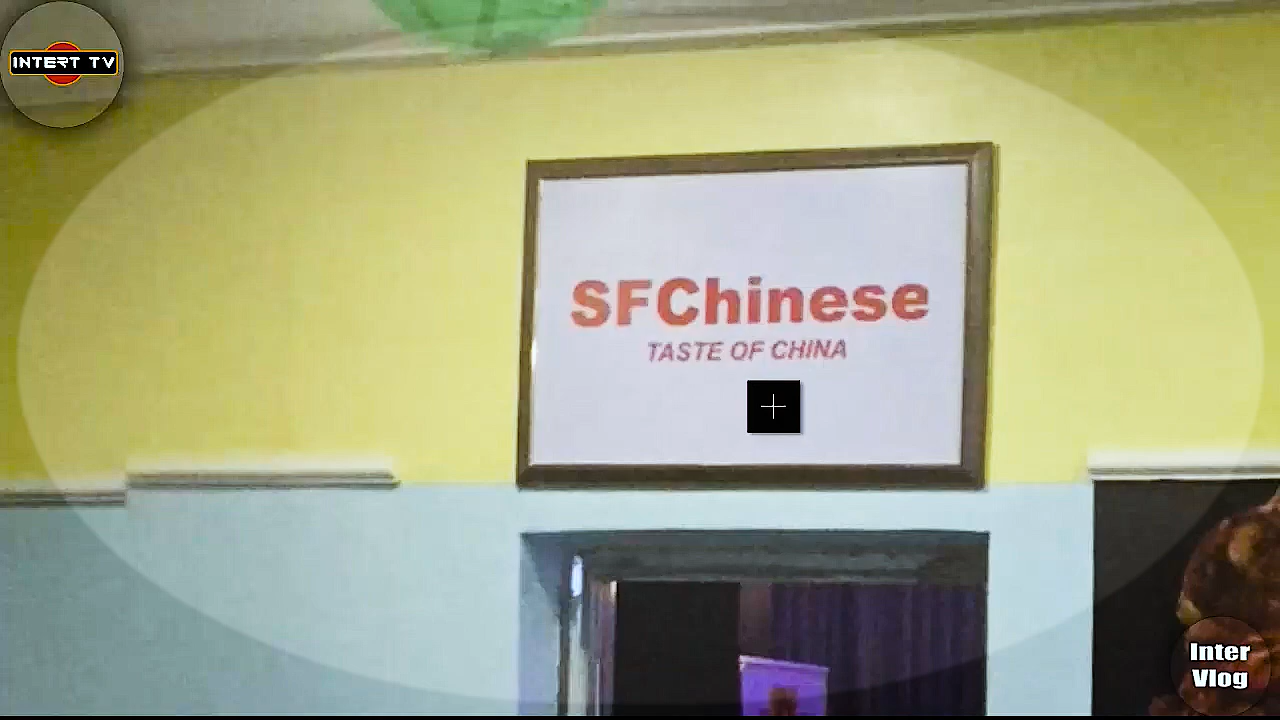 INTERT TV
SFChinese
TASTE OF CHINA
Inter
Vlog